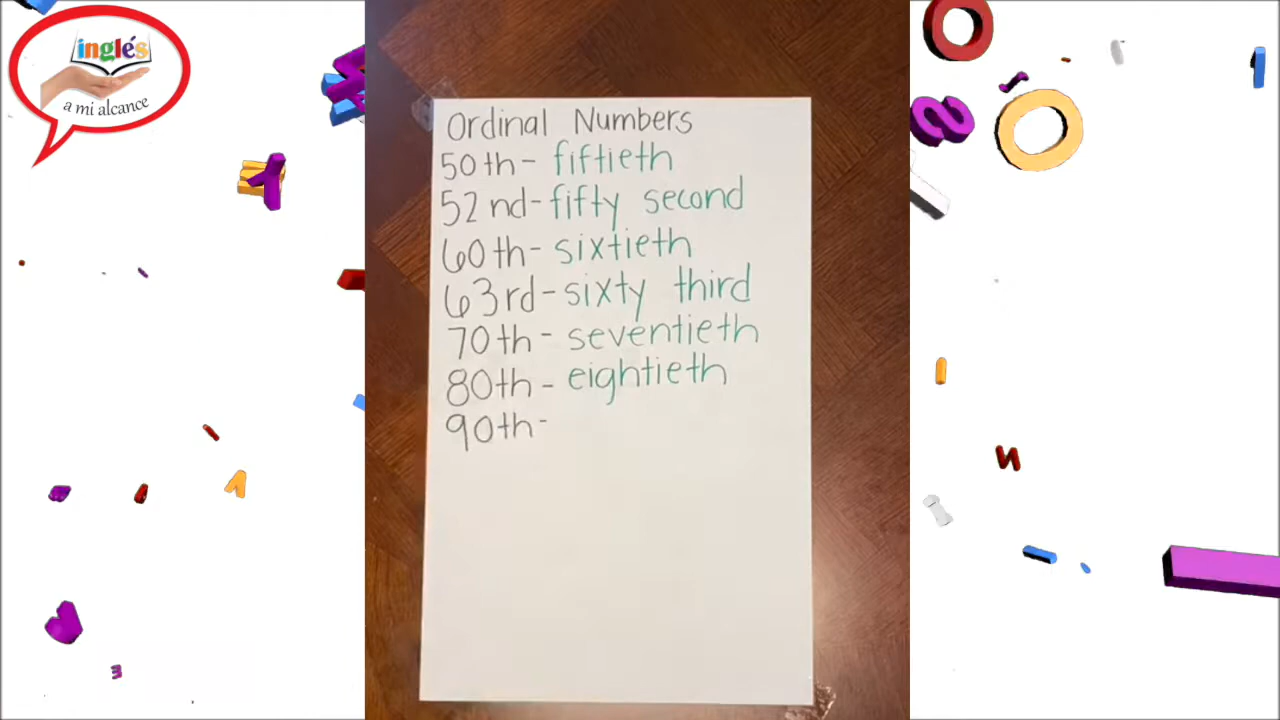 inglés
a mi alcance
Ordinal Numbers
50th- fiftieth
52nd- fifty second
60th- sixtieth
63rd- sixty third
70th- seventieth
80th- eightieth
90th-